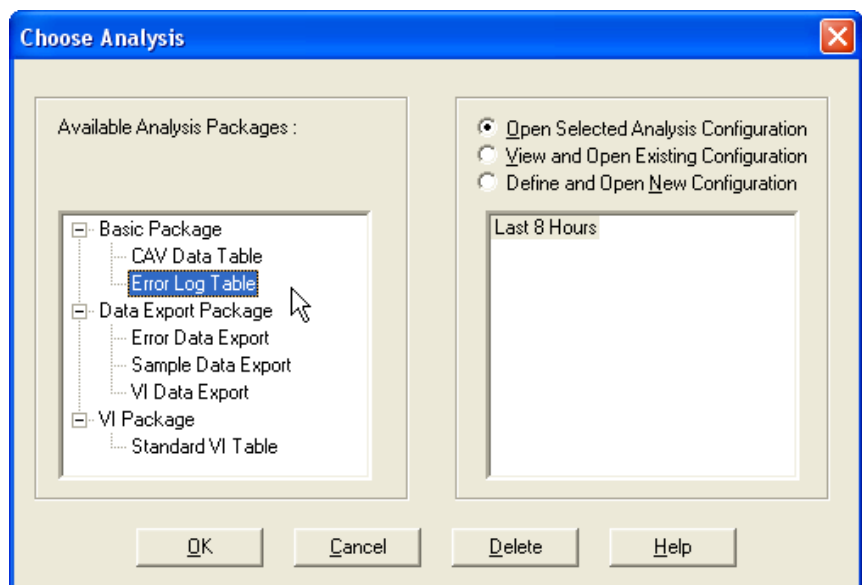 Choose Analysis
Available Analysis Packages :
Basic Package
CAV Data Table
Error Log Table
Data Export Package
Error Data Export
Sample Data Export
VI Data Export
VI Package
Standard VI Table
Open Selected Analysis Configuration
View and Open Existing Configuration
Define and Open New Configuration
Last 8 Hours
OK
Cancel
Delete
Help